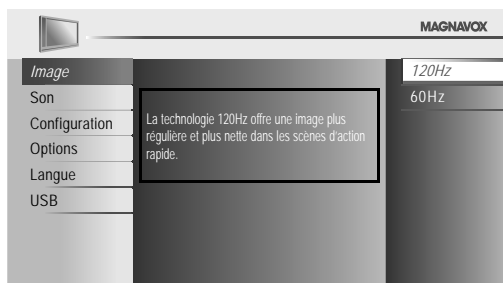 MAGNAVOX
Image
Son
Configuration
Options
Langue
USB
La technologie 120Hz offre une image plus
régulière et plus nette dans les scènes d'action
rapide.
120Hz
60Hz